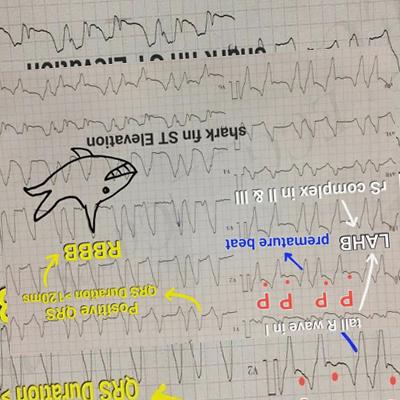 V2
QRS Duration >
tall R wave in I
P P P P
Positive QRS
QRS Duration >120ms
LAHB
premature beat
RBBB
rS complex in II & III
shark fin ST Elevation
shark fin ST Elevation